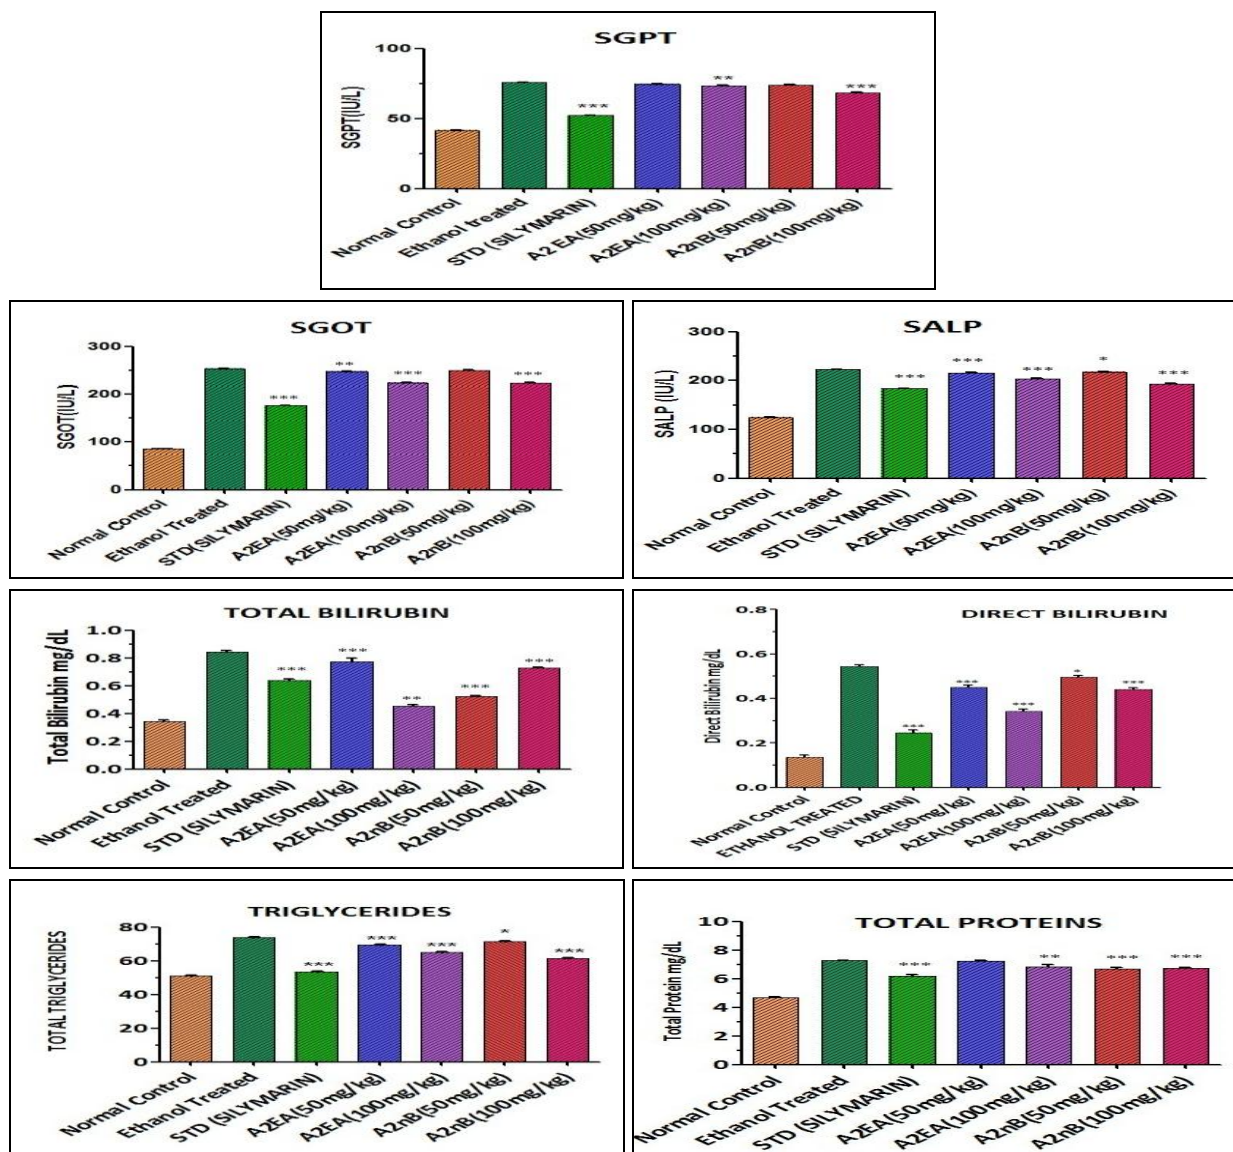 SGPT
100
50
0
SGPT(IU/L)
**
***
***
Normal Control
Ethanol treated
STD (SILYMARIN)
A2 EA(50mg/kg)
A2EA(100mg/kg)
A2nB(50mg/kg)
A2nB(100mg/kg)
SGOT
300
200
100
0
SGOT(IU/L)
**
***
***
***
Normal Control
Ethanol Treated
STD(SILYMARIN)
A2EA(50mg/kg)
A2EA(100mg/kg)
A2nB(50mg/kg)
A2nB(100mg/kg)
SALP
300
200
100
0
SALP (IU/L)
***
***
***
*
***
Normal Control
Ethanol Treated
STD (SILYMARIN)
A2EA(50mg/kg)
A2EA(100mg/kg)
A2nB(50mg/kg)
A2nB(100mg/kg)
TOTAL BILIRUBIN
1.0
0.8
0.6
0.4
0.2
0.0
Total Bilirubin mg/dL
***
***
**
***
***
Normal Control
Ethanol Treated
STD (SILYMARIN)
A2EA(50mg/kg)
A2EA(100mg/kg)
A2nB(50mg/kg)
A2nB(100mg/kg)
DIRECT BILIRUBIN
0.8
0.6
0.4
0.2
0.0
Direct Bilirubin mg/dL
***
***
***
*
***
Normal Control
ETHANOL TREATED
STD (SILYMARIN)
A2EA(50mg/kg)
A2EA(100mg/kg)
A2nB(50mg/kg)
A2nB(100mg/kg)
TRIGLYCERIDES
80
60
40
20
0
TOTAL TRIGLYCERIDES
***
***
***
*
***
Normal Control
Ethanol Treated
STD (SILYMARIN)
A2EA(50mg/kg)
A2EA(100mg/kg)
A2nB(50mg/kg)
A2nB(100mg/kg)
TOTAL PROTEINS
10
8
6
4
2
0
Total Protein mg/dL
***
**
***
***
Normal Control
Ethanol Treated
STD (SILYMARIN)
A2EA(50mg/kg)
A2EA(100mg/kg)
A2nB(50mg/kg)
A2nB(100mg/kg)